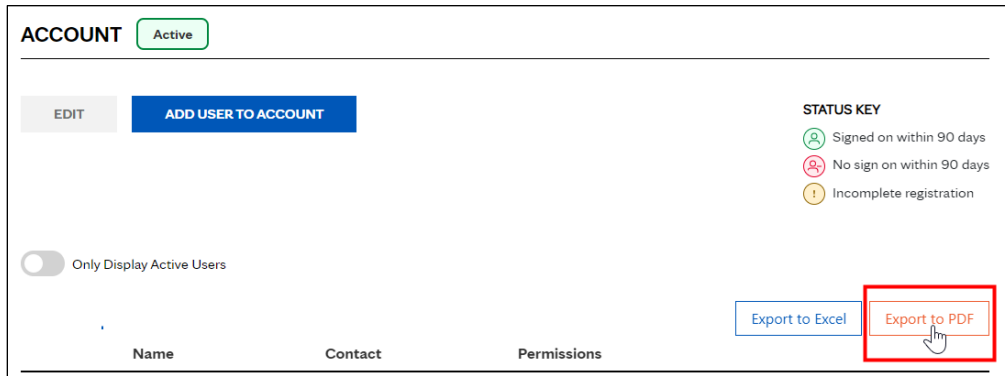 ACCOUNT Active
EDIT ADD USER TO ACCOUNT
STATUS KEY
Signed on within 90 days
No sign on within 90 days
! Incomplete registration
Only Display Active Users
Export to Excel Export to PDF
Name Contact Permissions